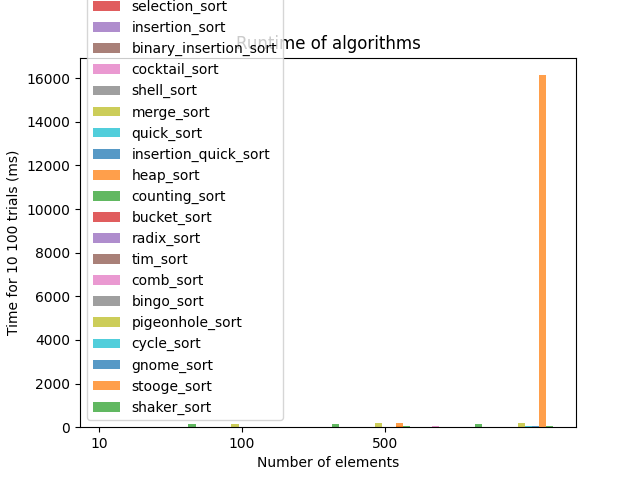 Runtime of algorithms
selection_sort
insertion_sort
binary_insertion_sort
cocktail_sort
shell_sort
merge_sort
quick_sort
insertion_quick_sort
heap_sort
counting_sort
bucket_sort
radix_sort
tim_sort
comb_sort
bingo_sort
pigeonhole_sort
cycle_sort
gnome_sort
stooge_sort
shaker_sort
Time for 10 100 trials (ms)
16000
14000
12000
10000
8000
6000
4000
2000
0
10
100
500
Number of elements